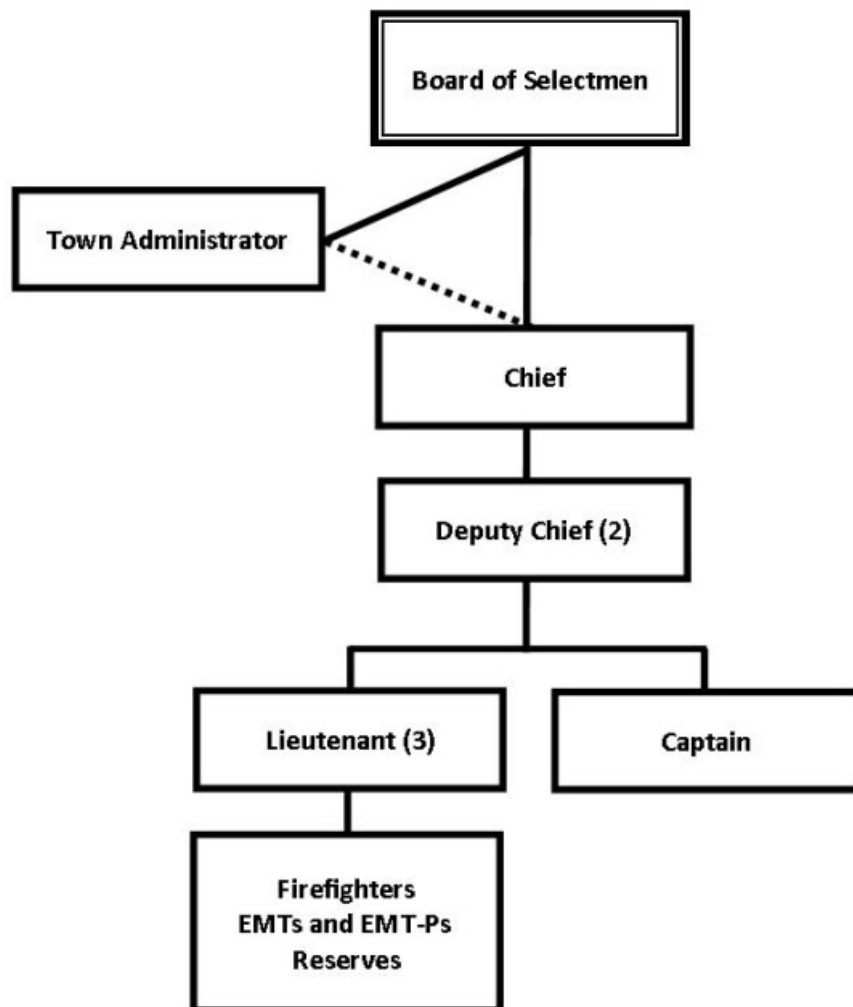 Board of Selectmen
Town Administrator
Chief
Deputy Chief (2)
Lieutenant (3)
Captain
Firefighters
EMTs and EMT-Ps
Reserves